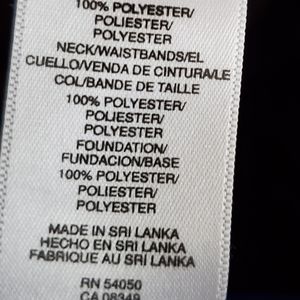 100% POLYESTER/
POLIESTER/
POLYESTER
NECK/WAISTBANDS/EL
CUELLO/VENDA DE CINTURA/LE
COL/BANDE DE TAILLE
100% POLYESTER/
POLIESTER/
POLYESTER
FOUNDATION/
FUNDACION/BASE
100% POLYESTER/
POLIESTER/
POLYESTER
MADE IN SRI LANKA
HECHO EN SRI LANKA
FABRIQUE AU SRI LANKA
RN 54050
CA 08349